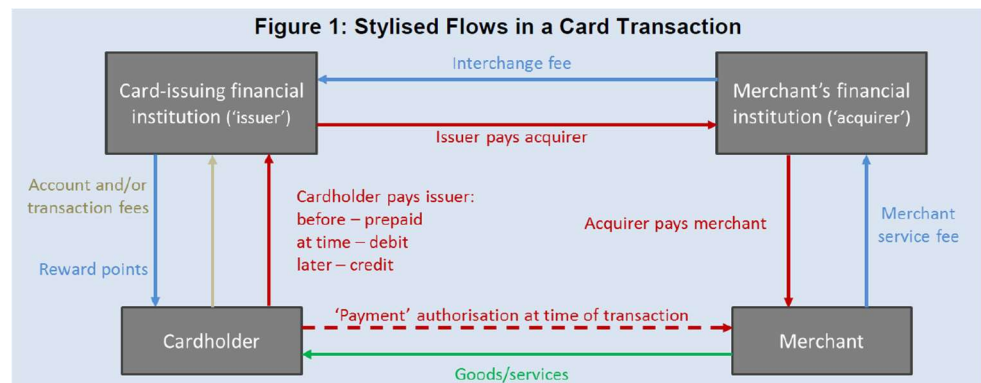 Figure 1: Stylised Flows in a Card Transaction
Card-issuing financial
institution (‘issuer’)
Interchange fee
Issuer pays acquirer
Merchant’s financial
institution (‘acquirer’)
Account and/or
transaction fees
Reward points
Cardholder pays issuer:
before – prepaid
at time – debit
later – credit
Acquirer pays merchant
Merchant
service fee
Cardholder
‘Payment’ authorisation at time of transaction
Goods/services
Merchant